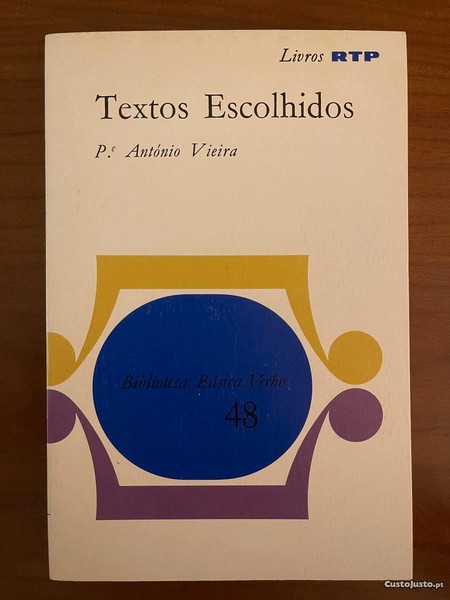 Livros RTP
Textos Escolhidos
P.e António Vieira
Biblioteca Básica Verbo
48
CustoJusto.pt